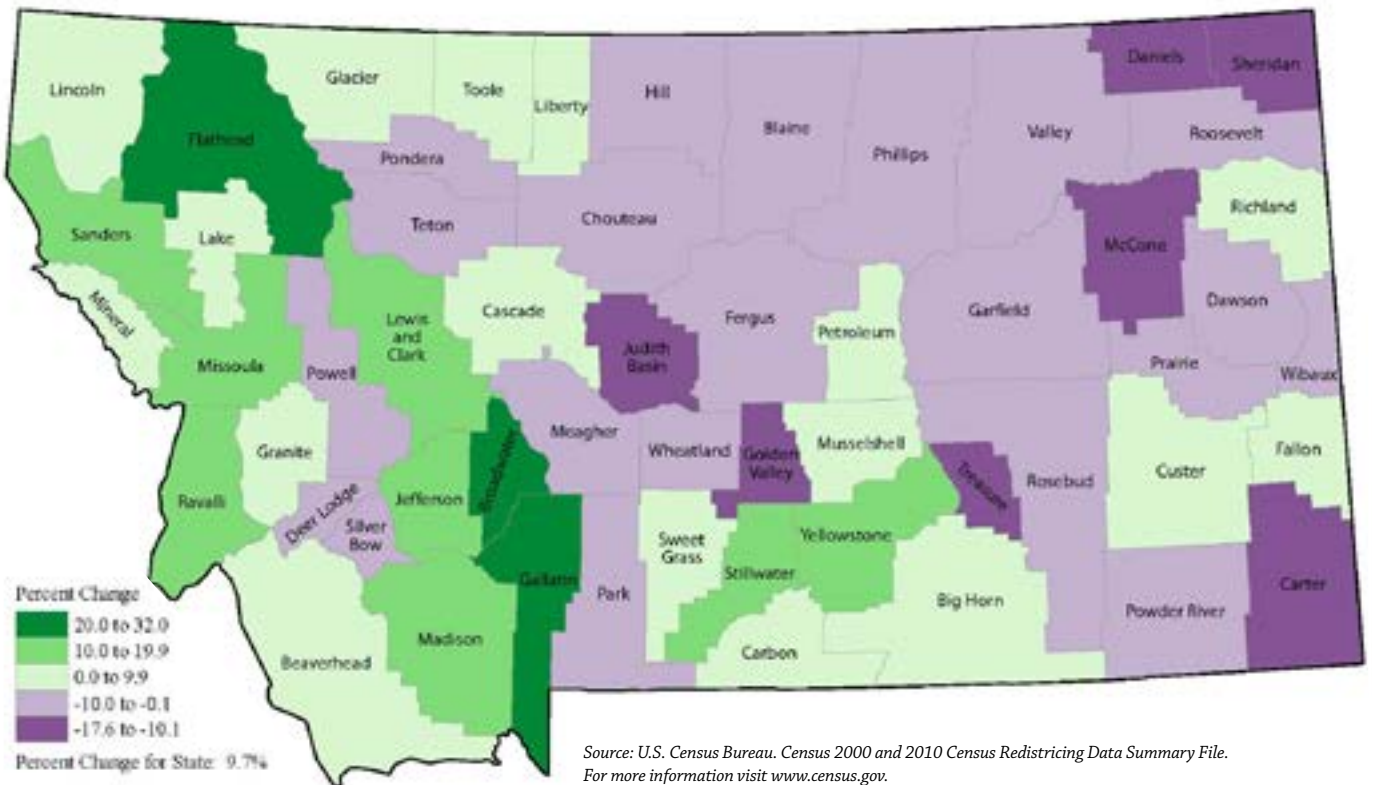 Lincoln
Flathead
Glacier
Toole
Liberty
Hill
Blaine
Phillips
Valley
Daniels
Sheridan
Roosevelt
Pondera
Teton
Chouteau
Richland
Sanders
Lake
McCone
Mineral
Missoula
Powell
Lewis
and
Clark
Cascade
Judith
Basin
Fergus
Petroleum
Garfield
Dawson
Prairie
Wibaux
Granite
Ravalli
Deer Lodge
Silver
Bow
Jefferson
Broadwater
Meagher
Wheatland
Golden
Valley
Musselshell
Treasure
Rosebud
Custer
Fallon
Gallatin
Park
Sweet
Grass
Stillwater
Yellowstone
Big Horn
Powder River
Carter
Beaverhead
Madison
Carbon
Percent Change
20.0 to 32.0
10.0 to 19.9
0.0 to 9.9
-10.0 to -0.1
-17.6 to -10.1
Percent Change for State: 9.7%
Source: U.S. Census Bureau. Census 2000 and 2010 Census Redistricing Data Summary File.
For more information visit www.census.gov.